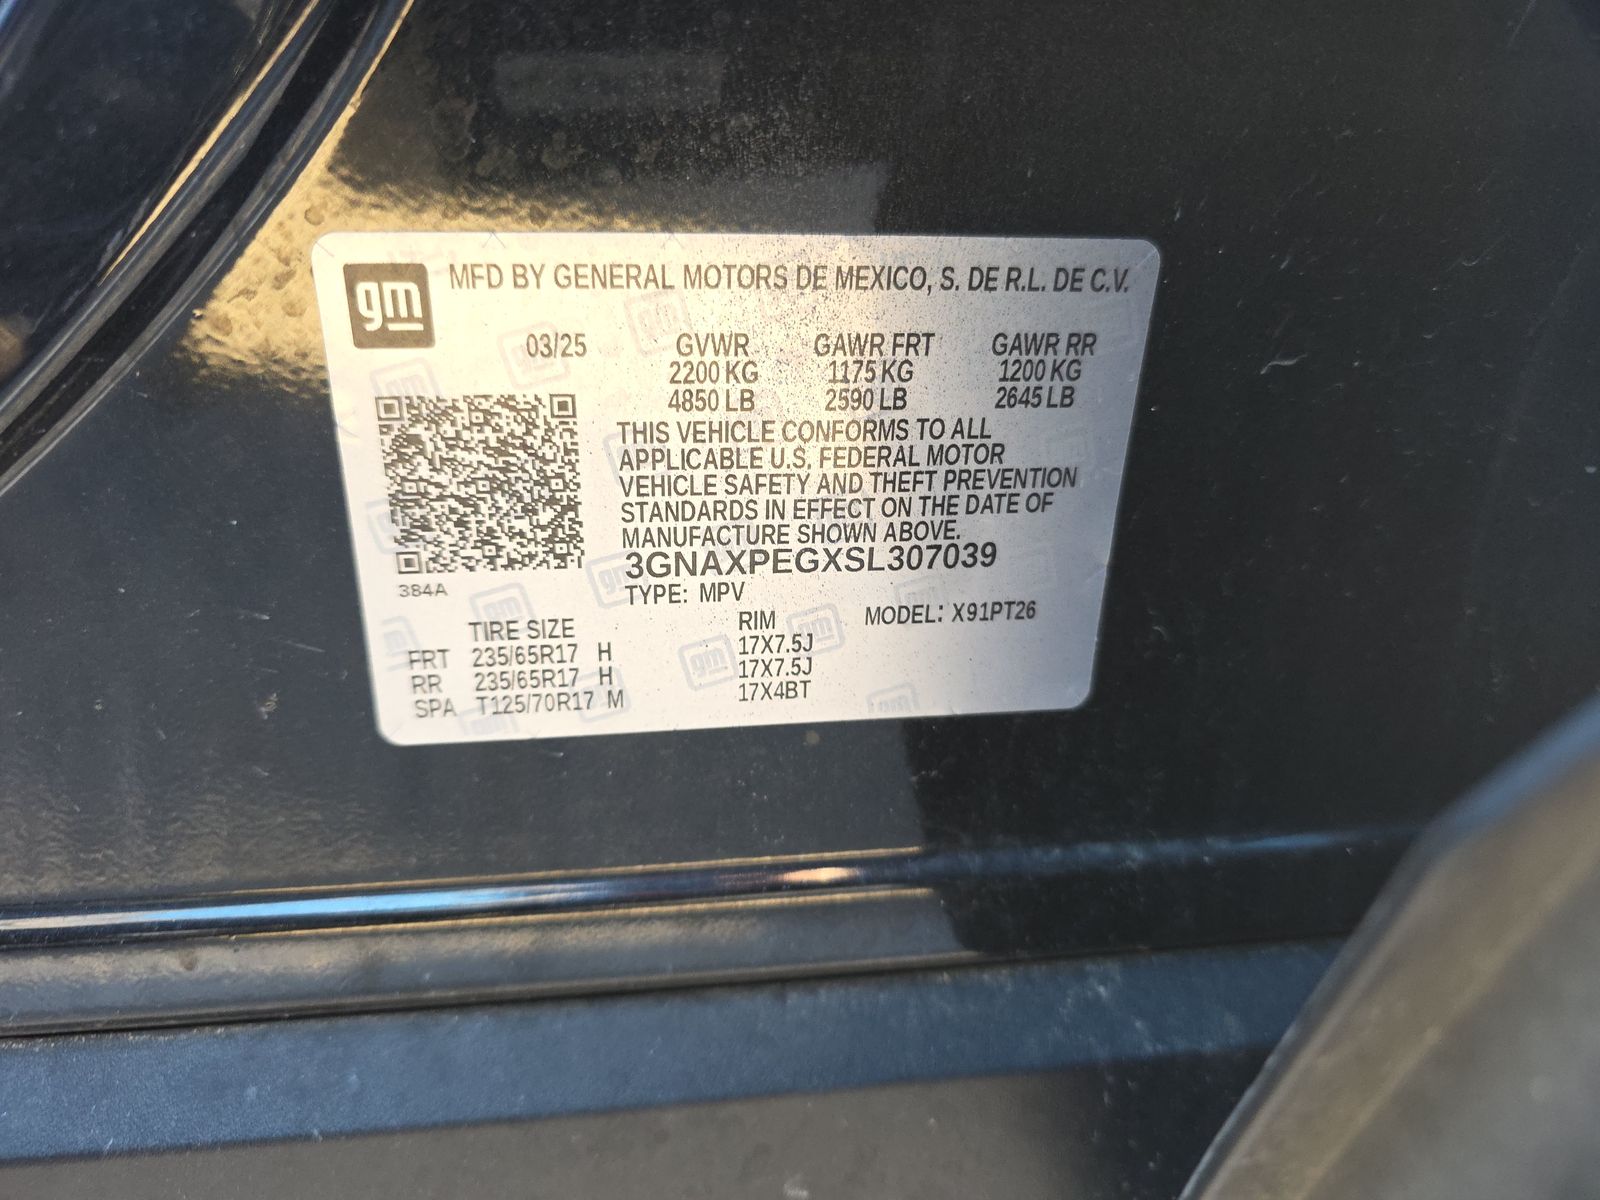 gm MFD BY GENERAL MOTORS DE MEXICO, S. DE R.L. DE C.V.
03/25 GVWR GAWR FRT GAWR RR
2200 KG 1175 KG 1200 KG
4850 LB 2590 LB 2645 LB
THIS VEHICLE CONFORMS TO ALL
APPLICABLE U.S. FEDERAL MOTOR
VEHICLE SAFETY AND THEFT PREVENTION
STANDARDS IN EFFECT ON THE DATE OF
MANUFACTURE SHOWN ABOVE.
3GNAXPEGXSL307039
384A
TYPE: MPV
MODEL: X91PT26
TIRE SIZE RIM
FRT 235/65R17 H 17X7.5J
RR 235/65R17 H 17X7.5J
SPA T125/70R17 M 17X4BT